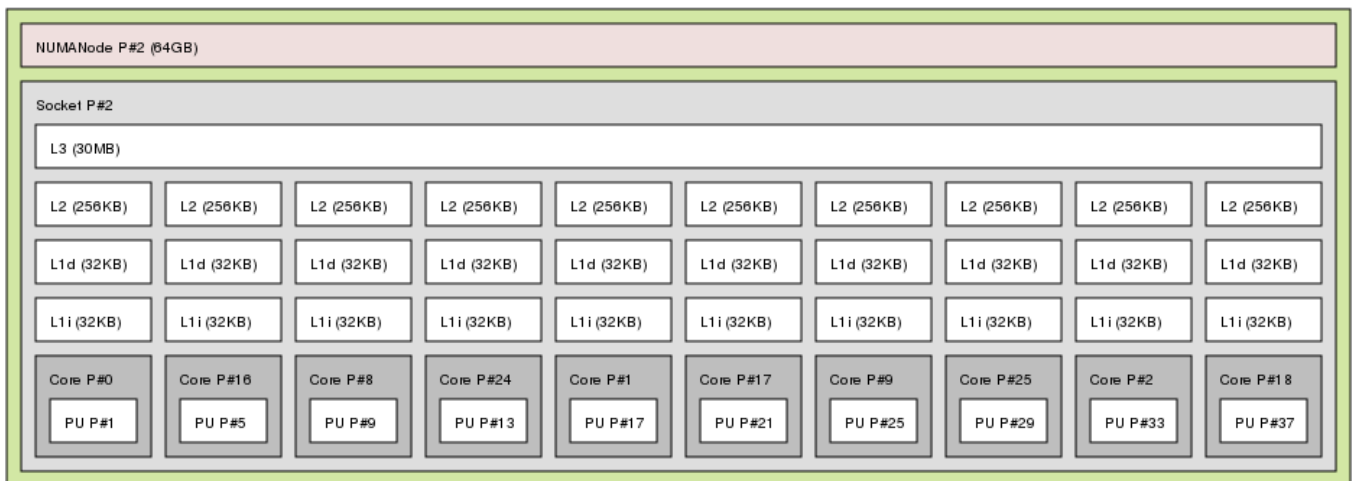 NUMANode P#2 (64GB)
Socket P#2
L3 (30MB)
L2 (256KB) L2 (256KB) L2 (256KB) L2 (256KB) L2 (256KB) L2 (256KB) L2 (256KB) L2 (256KB) L2 (256KB) L2 (256KB)
L1d (32KB) L1d (32KB) L1d (32KB) L1d (32KB) L1d (32KB) L1d (32KB) L1d (32KB) L1d (32KB) L1d (32KB) L1d (32KB)
L1i (32KB) L1i (32KB) L1i (32KB) L1i (32KB) L1i (32KB) L1i (32KB) L1i (32KB) L1i (32KB) L1i (32KB) L1i (32KB)
Core P#0 Core P#16 Core P#8 Core P#24 Core P#1 Core P#17 Core P#9 Core P#25 Core P#2 Core P#18
PU P#1 PU P#5 PU P#9 PU P#13 PU P#17 PU P#21 PU P#25 PU P#29 PU P#33 PU P#37